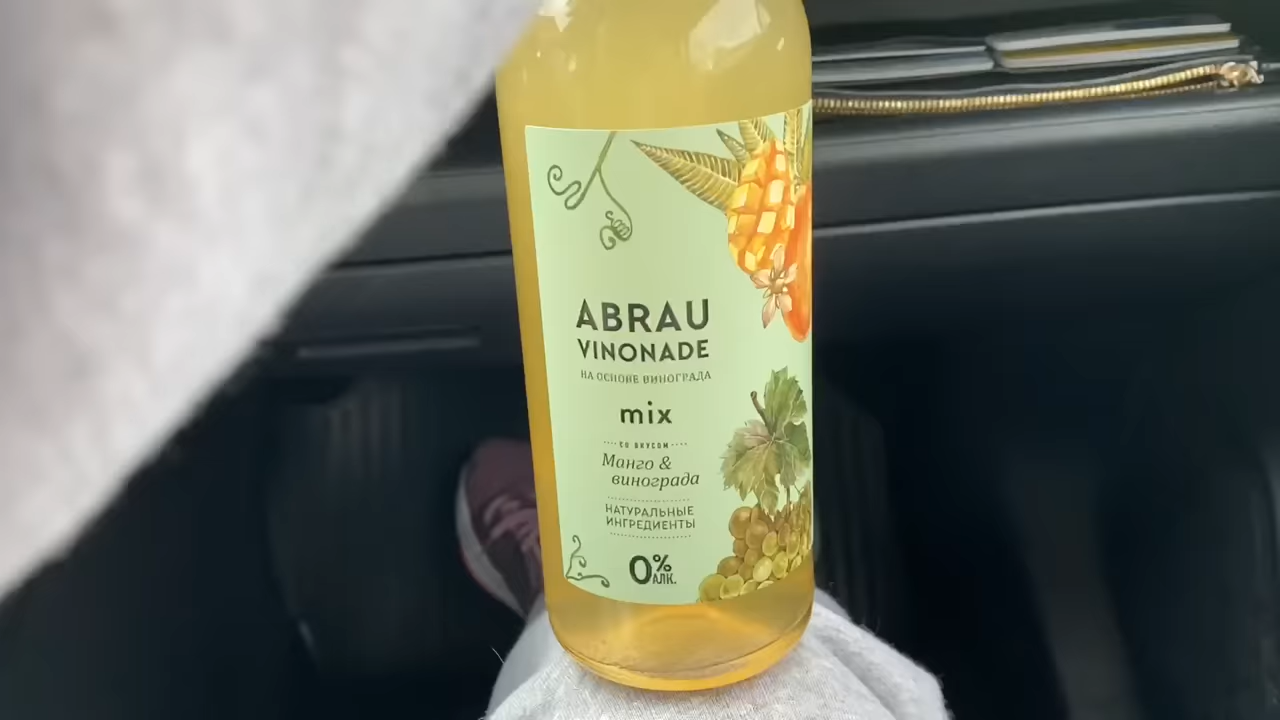 ABRAU
VINONADE
НА ОСНОВЕ ВИНОГРАДА
mix
СО ВКУСОМ
Манго &
винограда
НАТУРАЛЬНЫЕ
ИНГРЕДИЕНТЫ
0% АЛК.